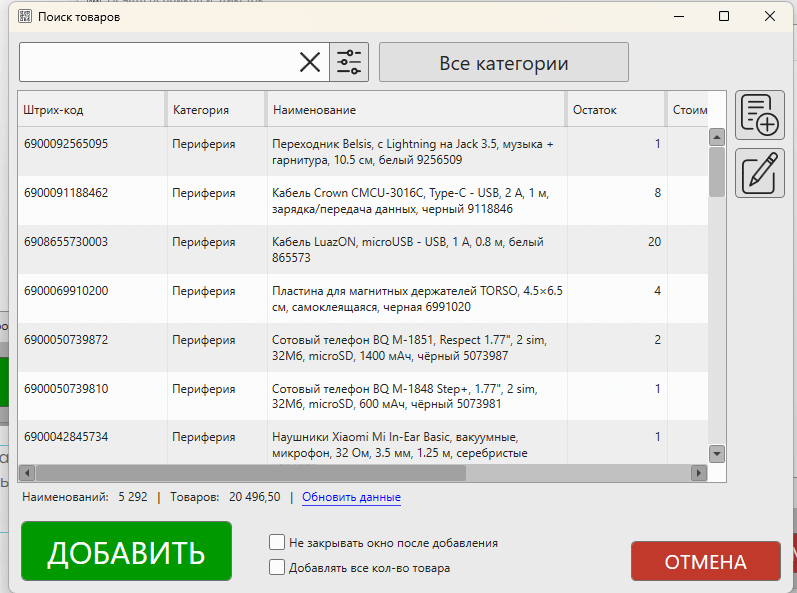 Поиск товаров
Все категории
Штрих-код Категория Наименование Остаток Стоим
6900092565095 Периферия Переходник Belsis, с Lightning на Jack 3.5, музыка + 1
гарнитура, 10.5 см, белый 9256509
6900091188462 Периферия Кабель Crown CMCU-3016C, Type-C - USB, 2 А, 1 м, 8
зарядка/передача данных, черный 9118846
6908655730003 Периферия Кабель LuazON, microUSB - USB, 1 А, 0.8 м, белый 20
865573
6900069910200 Периферия Пластина для магнитных держателей TORSO, 4.5×6.5 4
см, самоклеящаяся, черная 6991020
6900050739872 Периферия Сотовый телефон BQ M-1851, Respect 1.77", 2 sim, 2
32Мб, microSD, 1400 мАч, чёрный 5073987
6900050739810 Периферия Сотовый телефон BQ M-1848 Step+, 1.77", 2 sim, 1
32Мб, microSD, 600 мАч, чёрный 5073981
6900042845734 Периферия Наушники Xiaomi Mi In-Ear Basic, вакуумные, 1
микрофон, 32 Ом, 3.5 мм, 1.25 м, серебристые
Наименований: 5 292 | Товаров: 20 496,50 | Обновить данные
ДОБАВИТЬ
Не закрывать окно после добавления
Добавлять все кол-во товара
ОТМЕНА